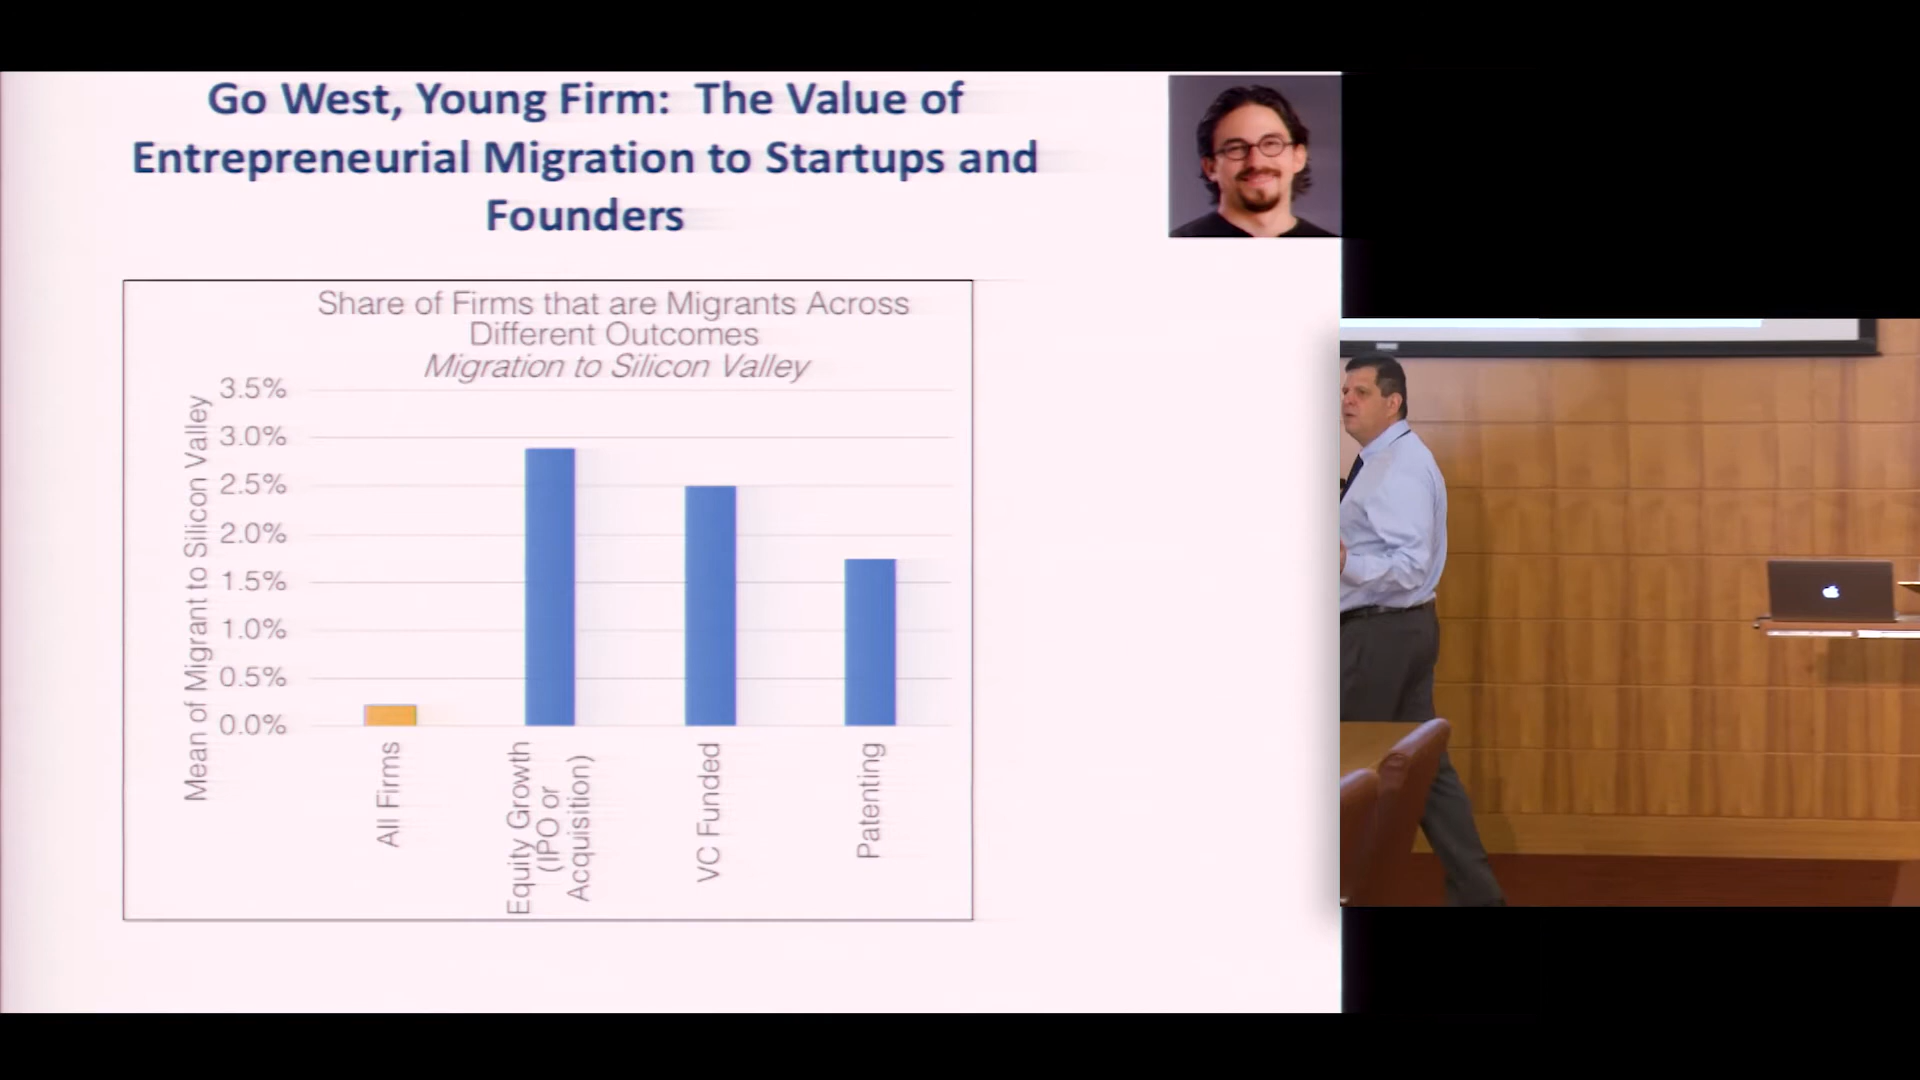 Go West, Young Firm: The Value of
Entrepreneurial Migration to Startups and
Founders
Share of Firms that are Migrants Across
Different Outcomes
Migration to Silicon Valley
Mean of Migrant to Silicon Valley
3.5%
3.0%
2.5%
2.0%
1.5%
1.0%
0.5%
0.0%
All Firms
Equity Growth
(IPO or
Acquisition)
VC Funded
Patenting